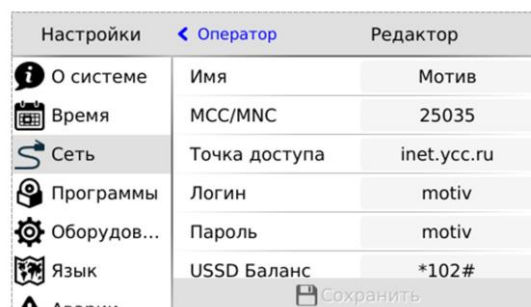 Настройки
Оператор
Редактор
О системе
Имя
Мотив
Время
MCC/MNC
25035
Сеть
Точка доступа
inet.ycc.ru
Программы
Логин
motiv
Оборудов...
Пароль
motiv
Язык
USSD Баланс
*102#
Сохранить